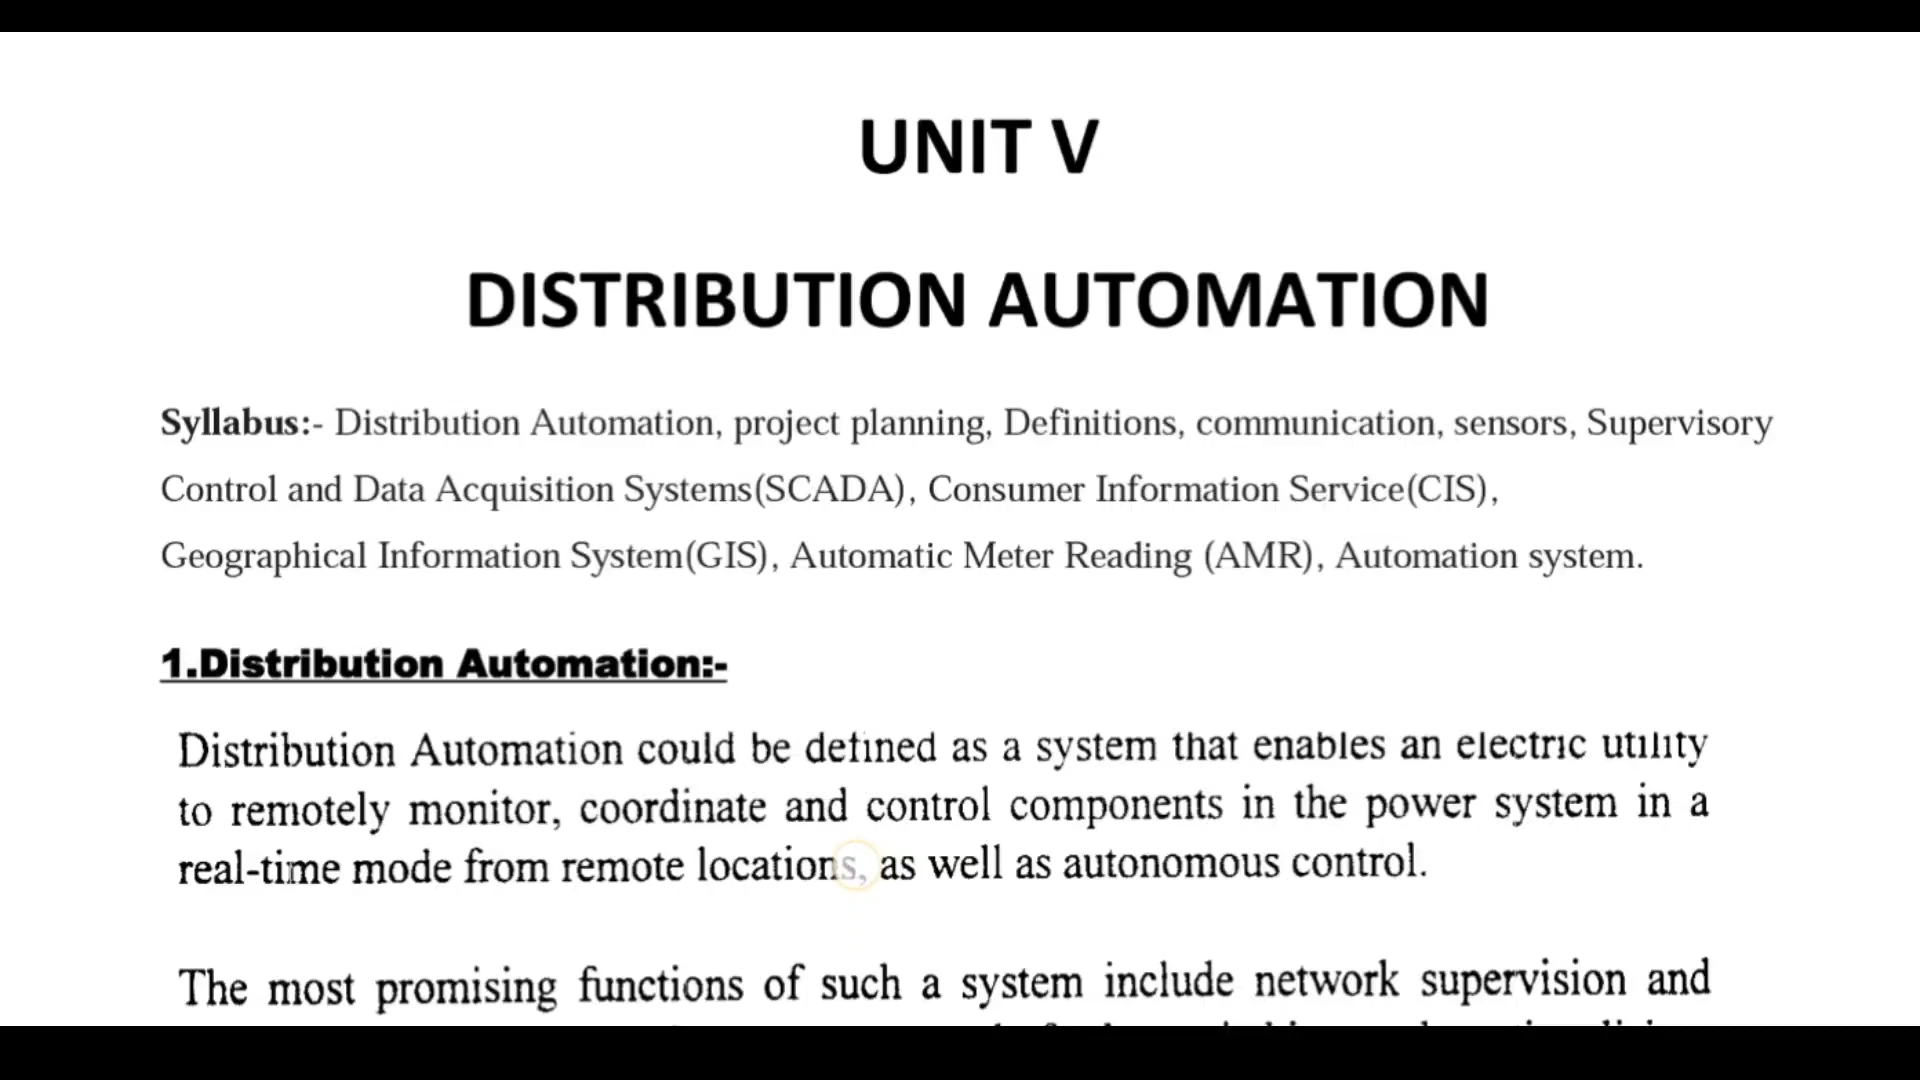 UNIT V
DISTRIBUTION AUTOMATION
Syllabus:- Distribution Automation, project planning, Definitions, communication, sensors, Supervisory
Control and Data Acquisition Systems(SCADA), Consumer Information Service(CIS),
Geographical Information System(GIS), Automatic Meter Reading (AMR), Automation system.
1.Distribution Automation:-
Distribution Automation could be defined as a system that enables an electric utility
to remotely monitor, coordinate and control components in the power system in a
real-time mode from remote locations, as well as autonomous control.
The most promising functions of such a system include network supervision and